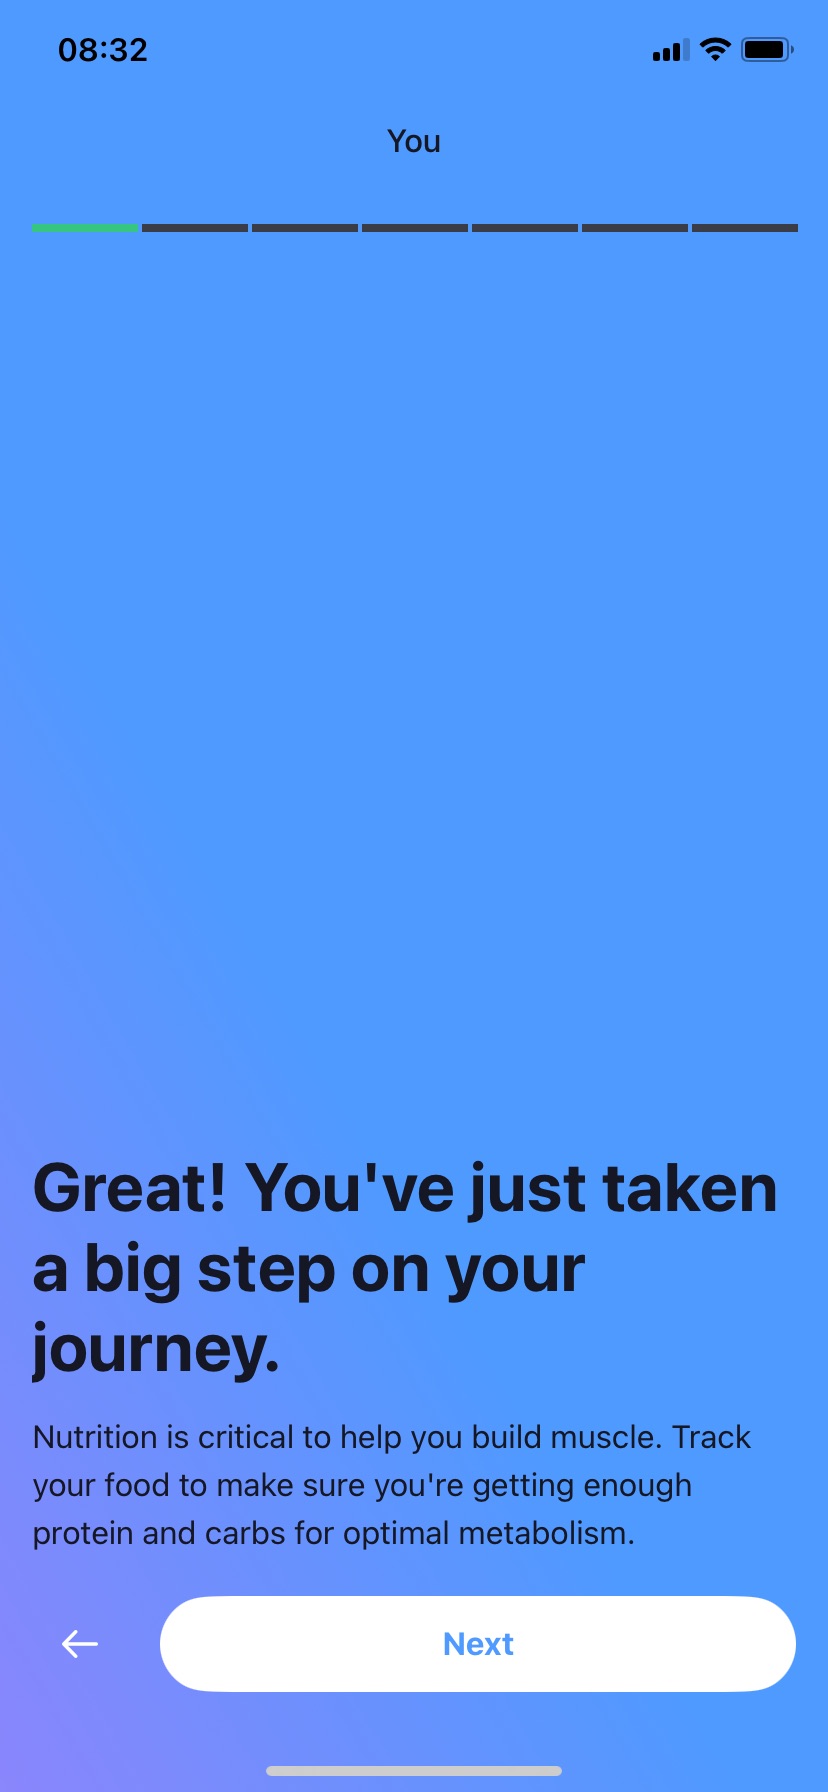 08:32
You
Great! You've just taken
a big step on your
journey.
Nutrition is critical to help you build muscle. Track
your food to make sure you're getting enough
protein and carbs for optimal metabolism.
Next